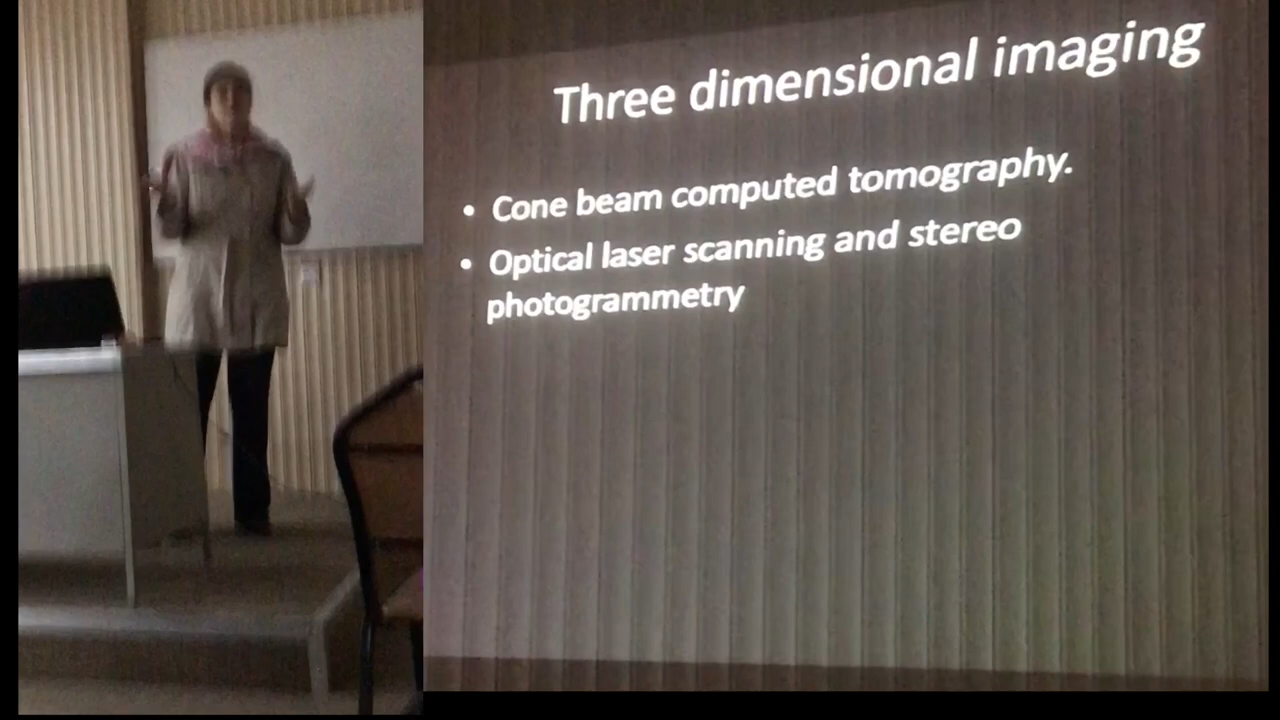 Three dimensional imaging
• Cone beam computed tomography.
• Optical laser scanning and stereo
photogrammetry